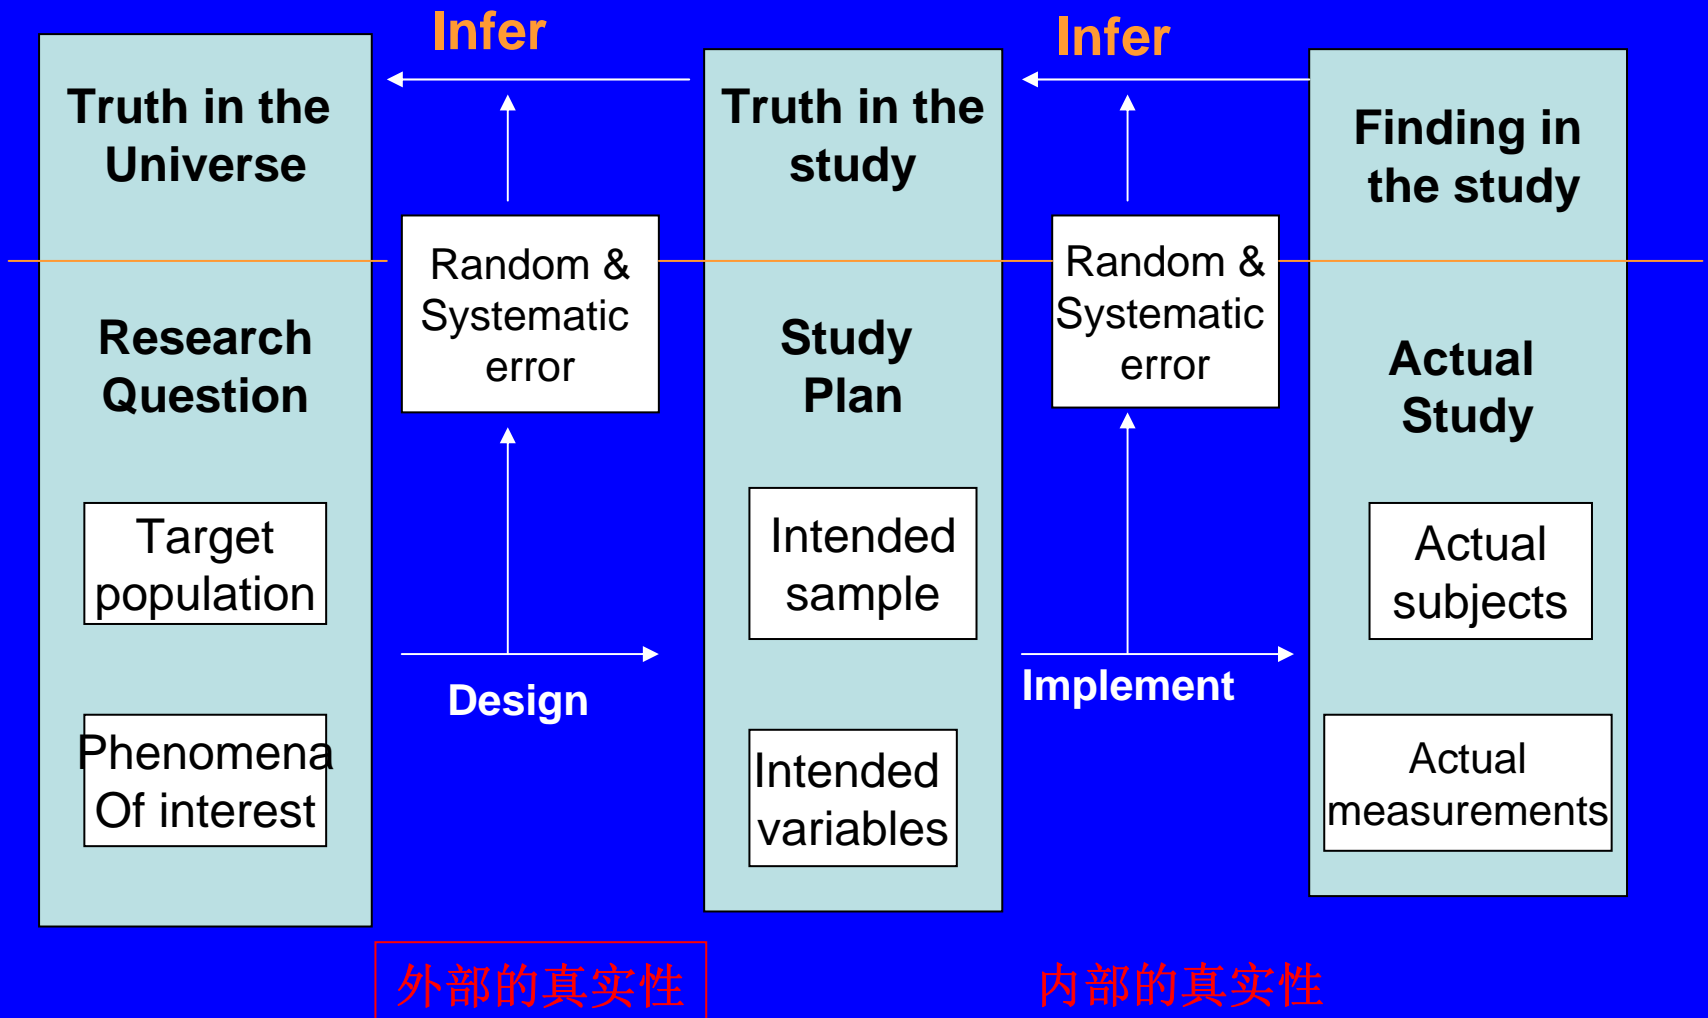 Infer
Infer
Truth in the
Universe
Truth in the
study
Finding in
the study
Random &
Systematic
error
Random &
Systematic
error
Research
Question
Study
Plan
Actual
Study
Target
population
Intended
sample
Actual
subjects
Design
Implement
Phenomena
Of interest
Intended
variables
Actual
measurements
外部的真实性
内部的真实性